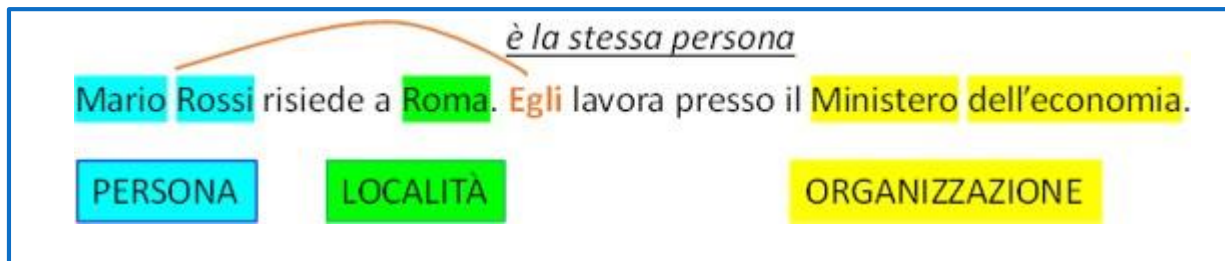 è la stessa persona
Mario Rossi risiede a Roma. Egli lavora presso il Ministero dell'economia.
PERSONA LOCALITÀ ORGANIZZAZIONE